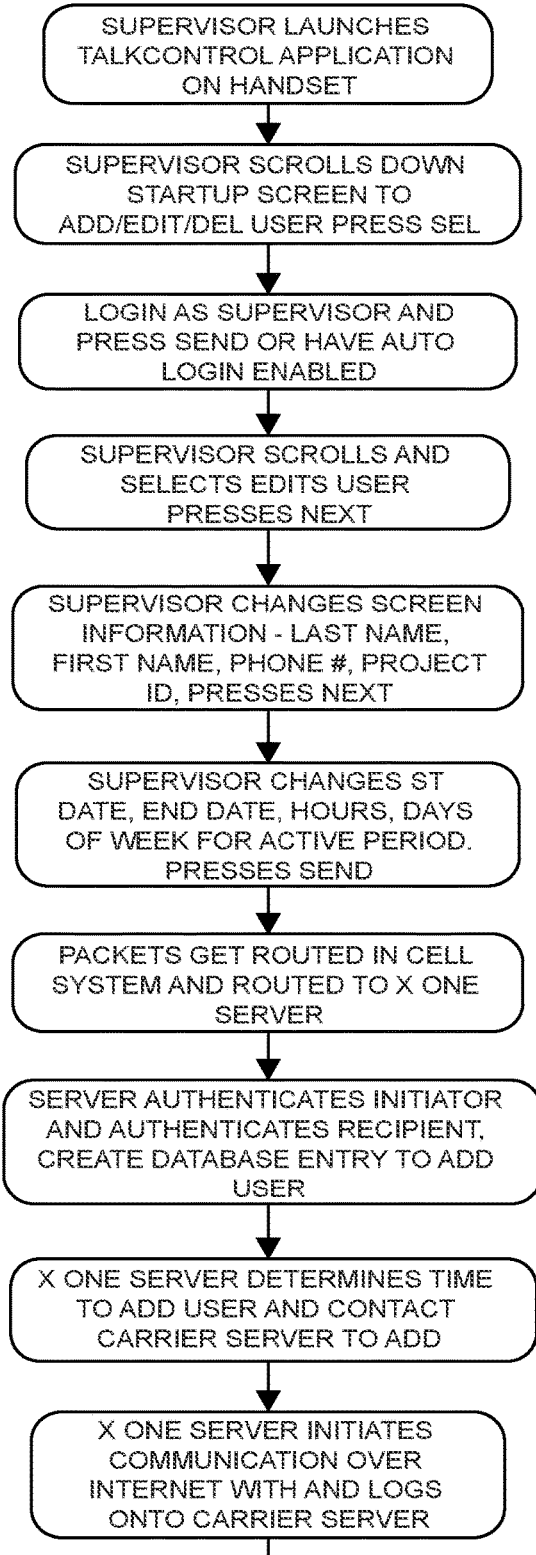 SUPERVISOR LAUNCHES
TALKCONTROL APPLICATION
ON HANDSET
SUPERVISOR SCROLLS DOWN
STARTUP SCREEN TO
ADD/EDIT/DEL USER PRESS SEL
LOGIN AS SUPERVISOR AND
PRESS SEND OR HAVE AUTO
LOGIN ENABLED
SUPERVISOR SCROLLS AND
SELECTS EDITS USER
PRESSES NEXT
SUPERVISOR CHANGES SCREEN
INFORMATION - LAST NAME,
FIRST NAME, PHONE #, PROJECT
ID, PRESSES NEXT
SUPERVISOR CHANGES ST
DATE, END DATE, HOURS, DAYS
OF WEEK FOR ACTIVE PERIOD.
PRESSES SEND
PACKETS GET ROUTED IN CELL
SYSTEM AND ROUTED TO X ONE
SERVER
SERVER AUTHENTICATES INITIATOR
AND AUTHENTICATES RECIPIENT,
CREATE DATABASE ENTRY TO ADD
USER
X ONE SERVER DETERMINES TIME
TO ADD USER AND CONTACT
CARRIER SERVER TO ADD
X ONE SERVER INITIATES
COMMUNICATION OVER
INTERNET WITH AND LOGS
ONTO CARRIER SERVER